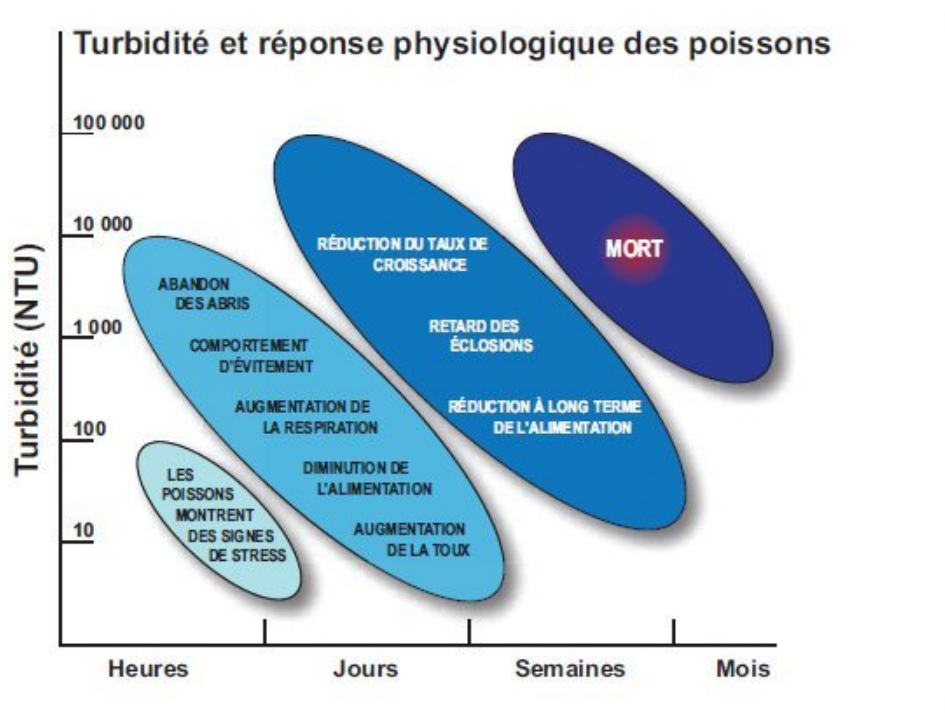 Turbidité et réponse physiologique des poissons
Turbidité (NTU)
100 000
10 000
1 000
100
10
ABANDON
DES ABRIS
COMPORTEMENT
D'ÉVITEMENT
AUGMENTATION DE
LA RESPIRATION
DIMINUTION DE
L'ALIMENTATION
AUGMENTATION
DE LA TOUX
LES
POISSONS
MONTRENT
DES SIGNES
DE STRESS
RÉDUCTION DU TAUX DE
CROISSANCE
RETARD DES
ÉCLOSIONS
RÉDUCTION À LONG TERME
DE L'ALIMENTATION
MORT
Heures
Jours
Semaines
Mois